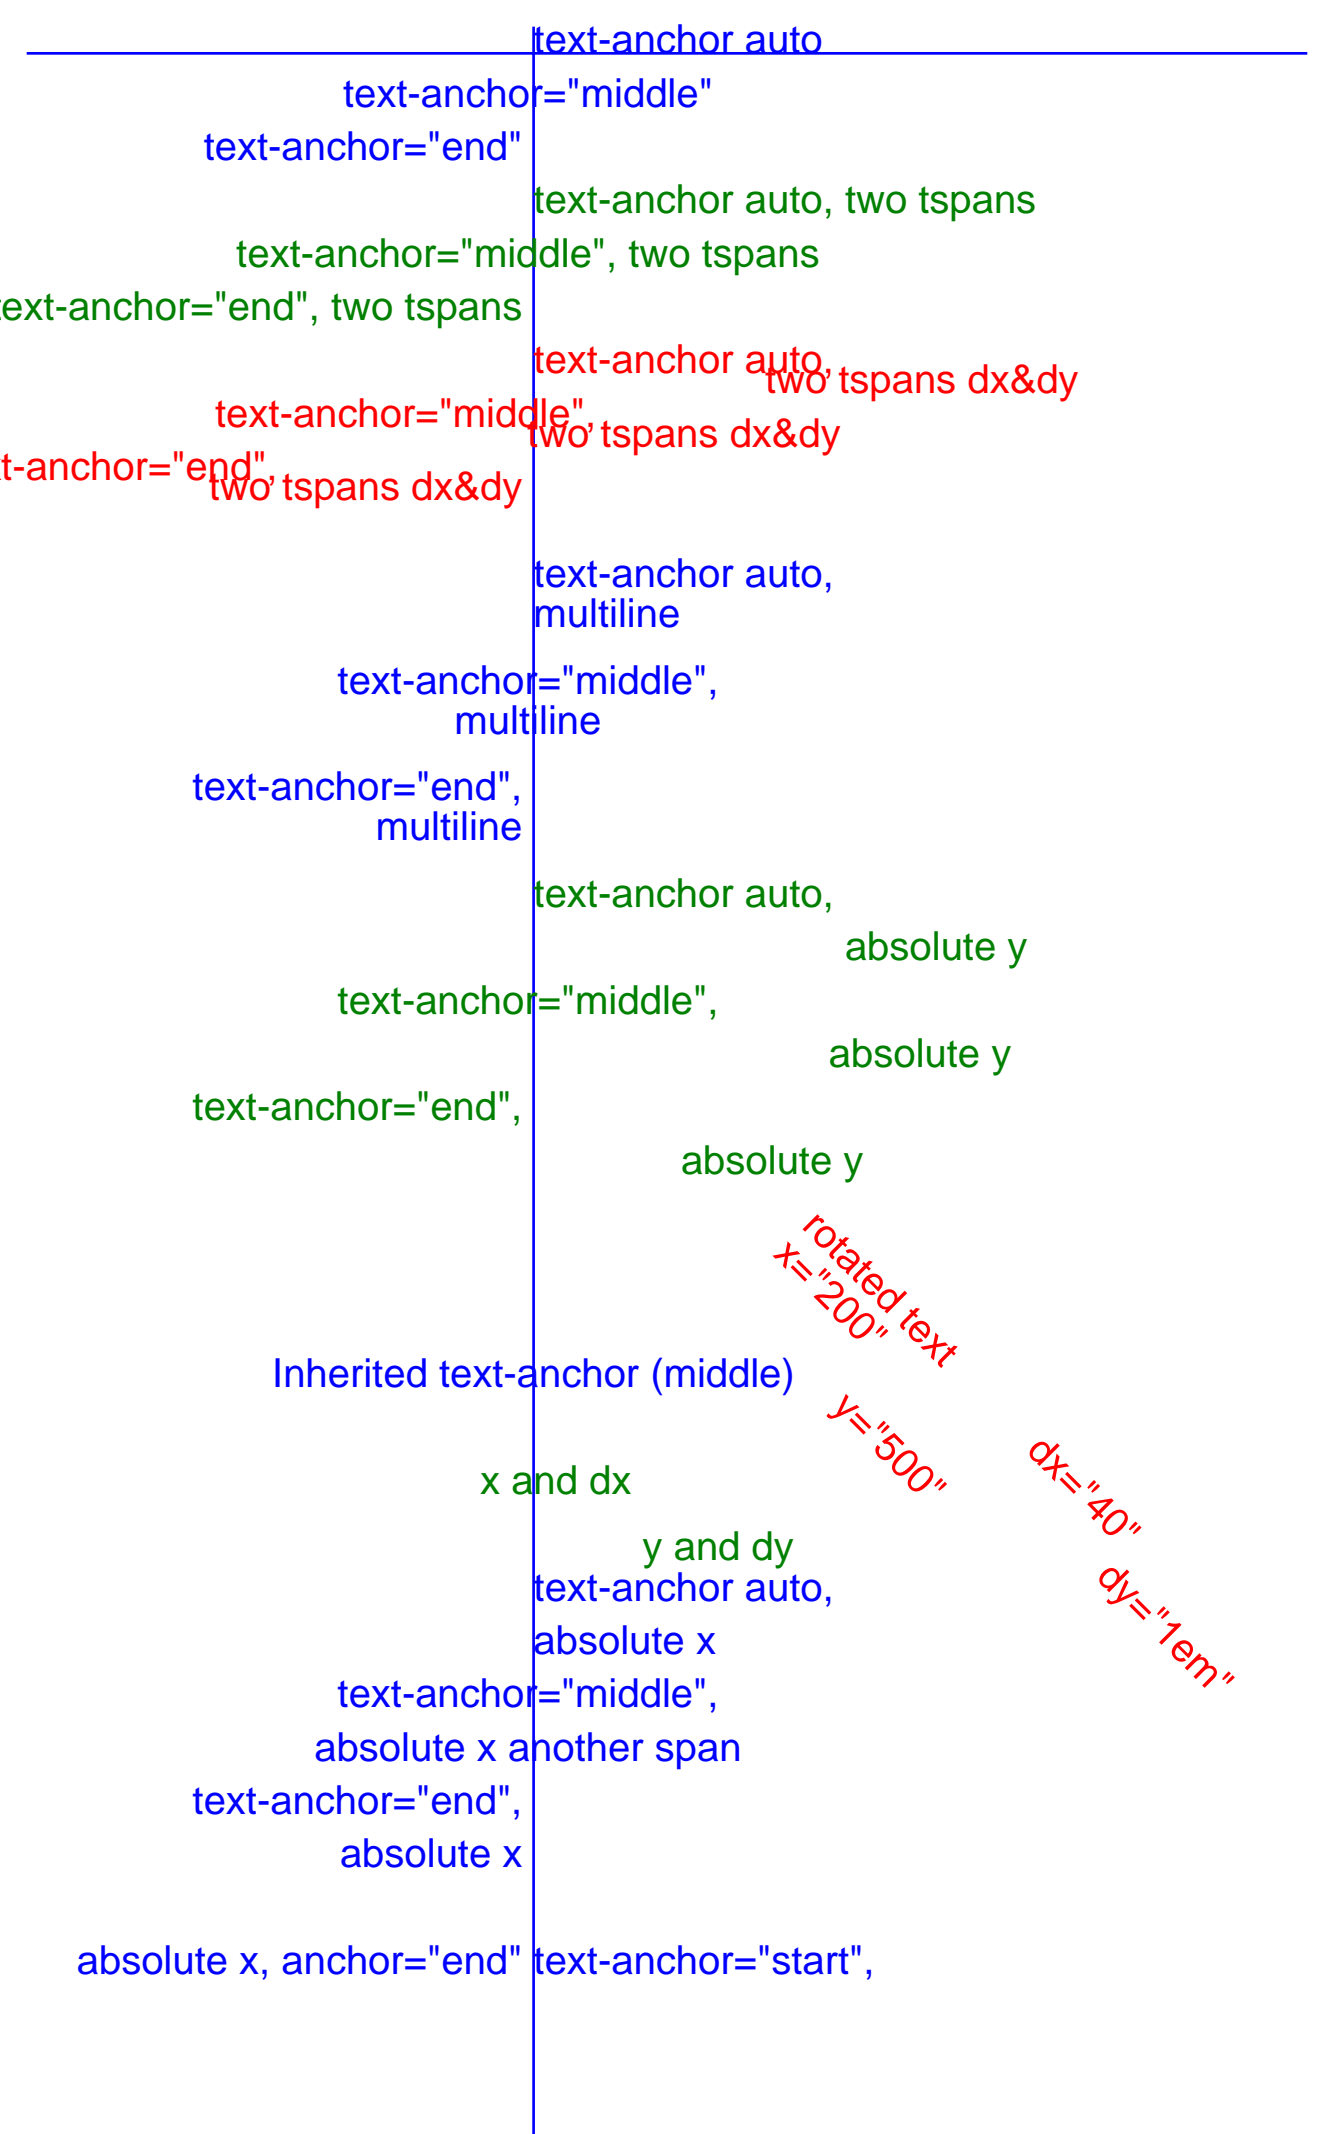 text-anchor auto
text-anchor="middle"
text-anchor="end"
text-anchor auto, two tspans
text-anchor="middle", two tspans
text-anchor="end", two tspans
text-anchor auto, two tspans dx&dy
text-anchor="middle", two tspans dx&dy
t-anchor="end", two tspans dx&dy
text-anchor auto,
multiline
text-anchor="middle",
multiline
text-anchor="end",
multiline
text-anchor auto,
absolute y
text-anchor="middle",
absolute y
text-anchor="end",
absolute y
rotated text
x="200"
y="500"
dx="40"
dy="1em"
Inherited text-anchor (middle)
x and dx
y and dy
text-anchor auto,
absolute x
text-anchor="middle",
absolute x another span
text-anchor="end",
absolute x
absolute x, anchor="end" text-anchor="start",